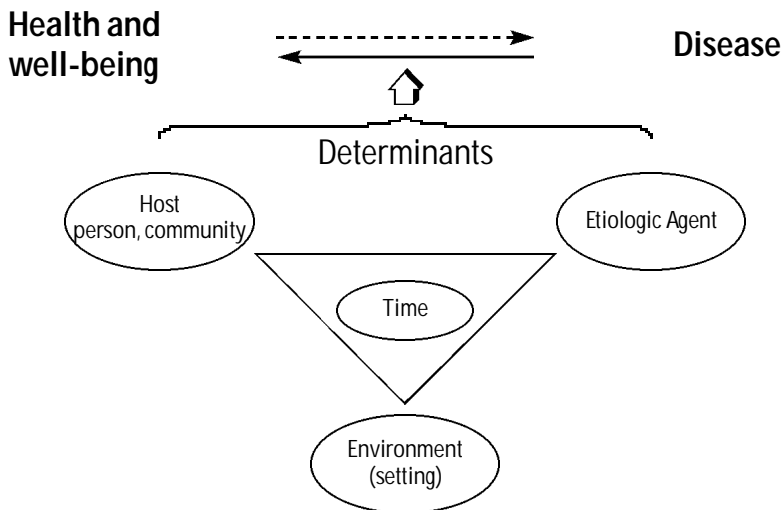 Health and
well-being
Disease
Determinants
Host
person, community
Etiologic Agent
Time
Environment
(setting)